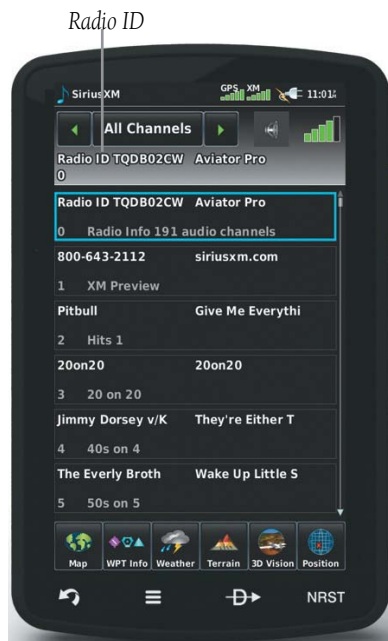 Radio ID
SiriusXM GPS XM 11:01
All Channels
Radio ID TQDB02CW Aviator Pro
0
Radio ID TQDB02CW Aviator Pro
0 Radio Info 191 audio channels
800-643-2112 siriusxm.com
1 XM Preview
Pitbull Give Me Everythi
2 Hits 1
20on20 20on20
3 20 on 20
Jimmy Dorsey v/K They're Either T
4 40s on 4
The Everly Broth Wake Up Little S
5 50s on 5
Map WPT Info Weather Terrain 3D Vision Position
D
NRST